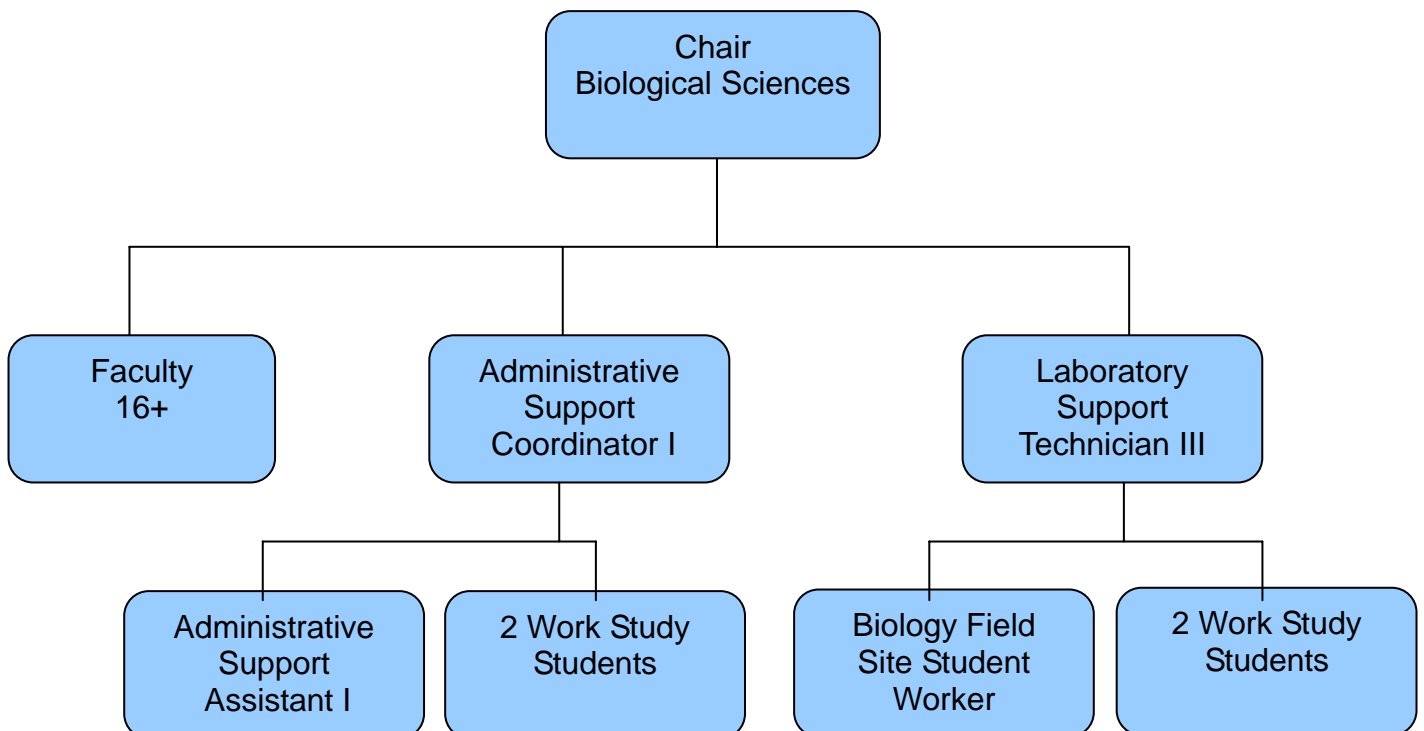 Chair
Biological Sciences
Faculty
16+
Administrative
Support
Coordinator I
Laboratory
Support
Technician III
Administrative
Support
Assistant I
2 Work Study
Students
Biology Field
Site Student
Worker
2 Work Study
Students